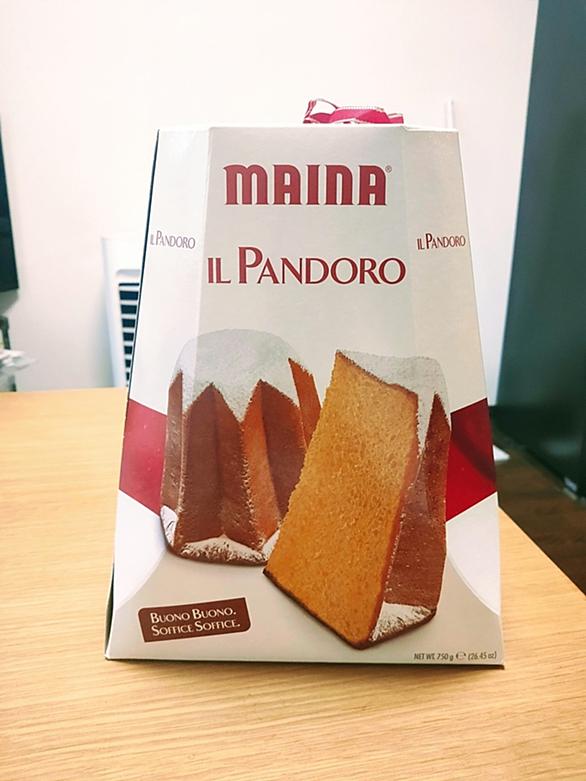 MAINA®
IL PANDORO
IL PANDORO
IL PANDORO
BUONO BUONO.
SOFFICE SOFFICE.
NET WT. 750 g ℮ (26.45 oz)